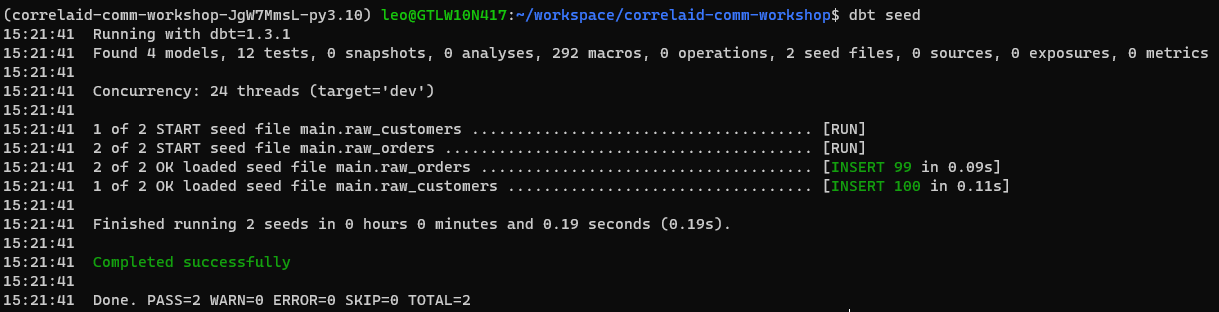 (correlaid-comm-workshop-JgW7MmsL-py3.10) leo@GTLW10N417:~/workspace/correlaid-comm-workshop$ dbt seed
15:21:41  Running with dbt=1.3.1
15:21:41  Found 4 models, 12 tests, 0 snapshots, 0 analyses, 292 macros, 0 operations, 2 seed files, 0 sources, 0 exposures, 0 metrics
15:21:41
15:21:41  Concurrency: 24 threads (target='dev')
15:21:41
15:21:41  1 of 2 START seed file main.raw_customers ...................................... [RUN]
15:21:41  2 of 2 START seed file main.raw_orders ......................................... [RUN]
15:21:41  2 of 2 OK loaded seed file main.raw_orders ..................................... [INSERT 99 in 0.09s]
15:21:41  1 of 2 OK loaded seed file main.raw_customers .................................. [INSERT 100 in 0.11s]
15:21:41
15:21:41  Finished running 2 seeds in 0 hours 0 minutes and 0.19 seconds (0.19s).
15:21:41
15:21:41  Completed successfully
15:21:41
15:21:41  Done. PASS=2 WARN=0 ERROR=0 SKIP=0 TOTAL=2